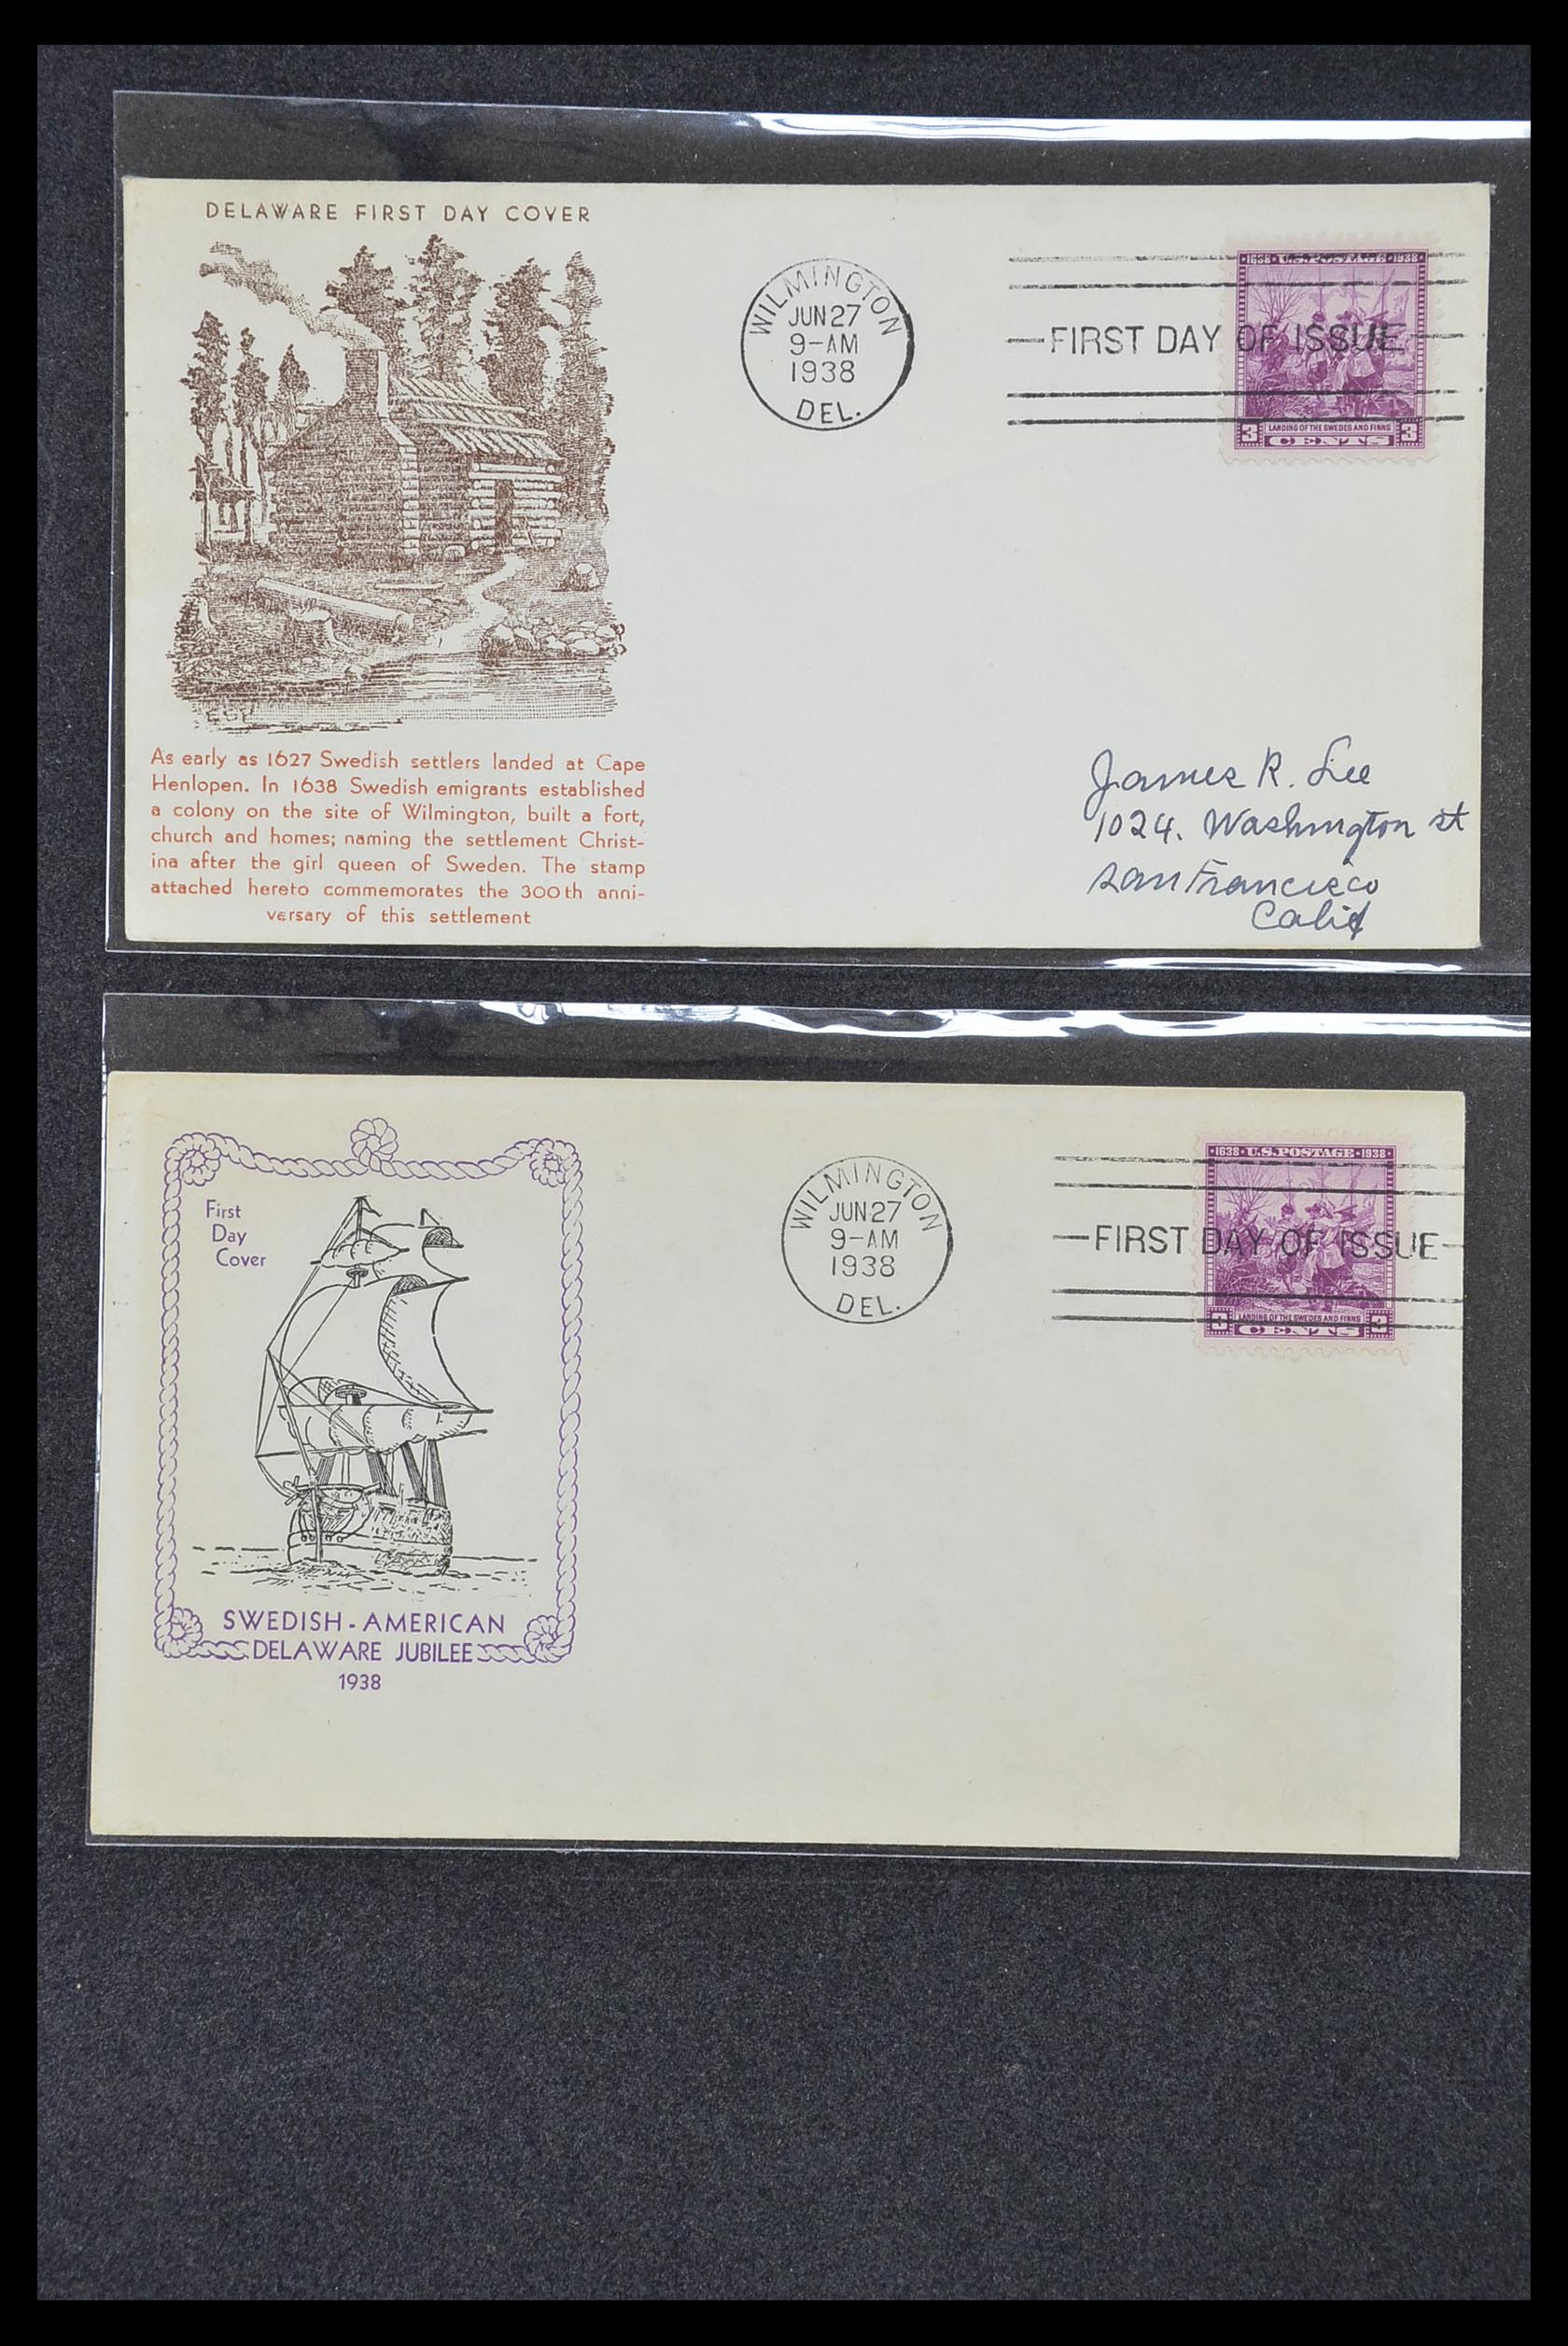 DELAWARE FIRST DAY COVER
ESY
As early as 1627 Swedish settlers landed at Cape
Henlopen. In 1638 Swedish emigrants established
a colony on the site of Wilmington, built a fort,
church and homes; naming the settlement Christ-
ina after the girl queen of Sweden. The stamp
attached hereto commemorates the 300th anni-
versary of this settlement
WILMINGTON
JUN 27
9-AM
1938
DEL.
FIRST DAY OF ISSUE
1638 · U.S. POSTAGE · 1938
LANDING OF THE SWEDES AND FINNS
3 CENTS 3
James R. Lee
1024. Washington st
San Francisco
Calif
First
Day
Cover
SWEDISH-AMERICAN
DELAWARE JUBILEE
1938
WILMINGTON
JUN 27
9-AM
1938
DEL.
FIRST DAY OF ISSUE
1638 · U.S. POSTAGE · 1938
LANDING OF THE SWEDES AND FINNS
3 CENTS 3